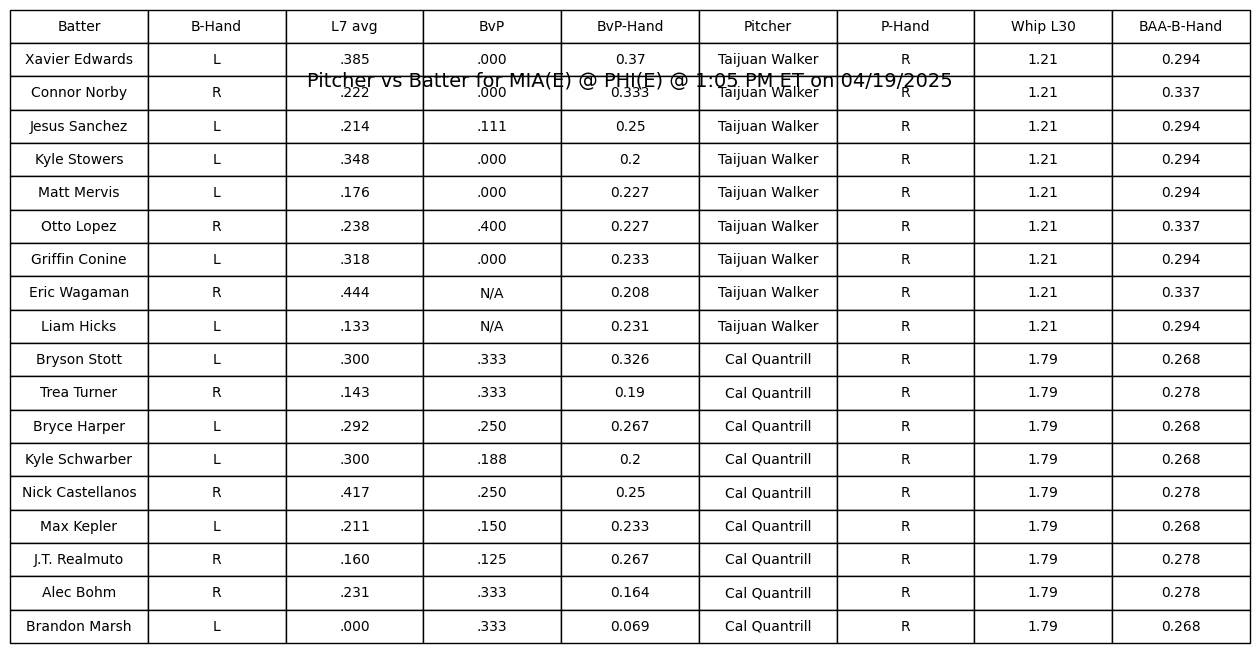 Batter B-Hand L7 avg BvP BvP-Hand Pitcher P-Hand Whip L30 BAA-B-Hand
Xavier Edwards L .385 .000 0.37 Taijuan Walker R 1.21 0.294
Pitcher vs Batter for MIA(E) @ PHI(E) @ 1:05 PM ET on 04/19/2025
Connor Norby R .222 .000 0.333 Taijuan Walker R 1.21 0.337
Jesus Sanchez L .214 .111 0.25 Taijuan Walker R 1.21 0.294
Kyle Stowers L .348 .000 0.2 Taijuan Walker R 1.21 0.294
Matt Mervis L .176 .000 0.227 Taijuan Walker R 1.21 0.294
Otto Lopez R .238 .400 0.227 Taijuan Walker R 1.21 0.337
Griffin Conine L .318 .000 0.233 Taijuan Walker R 1.21 0.294
Eric Wagaman R .444 N/A 0.208 Taijuan Walker R 1.21 0.337
Liam Hicks L .133 N/A 0.231 Taijuan Walker R 1.21 0.294
Bryson Stott L .300 .333 0.326 Cal Quantrill R 1.79 0.268
Trea Turner R .143 .333 0.19 Cal Quantrill R 1.79 0.278
Bryce Harper L .292 .250 0.267 Cal Quantrill R 1.79 0.268
Kyle Schwarber L .300 .188 0.2 Cal Quantrill R 1.79 0.268
Nick Castellanos R .417 .250 0.25 Cal Quantrill R 1.79 0.278
Max Kepler L .211 .150 0.233 Cal Quantrill R 1.79 0.268
J.T. Realmuto R .160 .125 0.267 Cal Quantrill R 1.79 0.278
Alec Bohm R .231 .333 0.164 Cal Quantrill R 1.79 0.278
Brandon Marsh L .000 .333 0.069 Cal Quantrill R 1.79 0.268